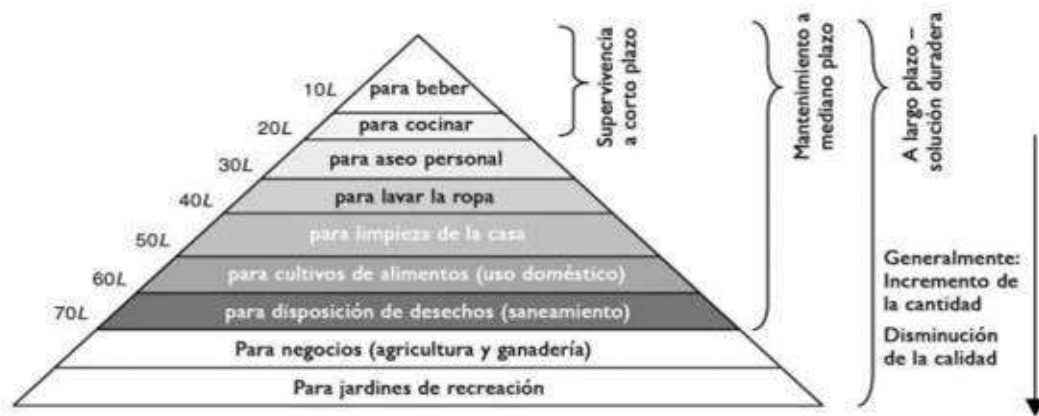 10L
para beber
20L
para cocinar
30L
para aseo personal
40L
para lavar la ropa
50L
para limpieza de la casa
60L
para cultivos de alimentos (uso doméstico)
70L
para disposición de desechos (saneamiento)
Para negocios (agricultura y ganadería)
Para jardines de recreación
Supervivencia
a corto plazo
Mantenimiento a
mediano plazo
A largo plazo –
solución duradera
Generalmente:
Incremento de
la cantidad
Disminución
de la calidad